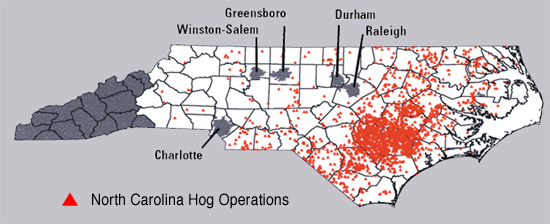 Greensboro
Winston-Salem
Durham
Raleigh
Charlotte
North Carolina Hog Operations